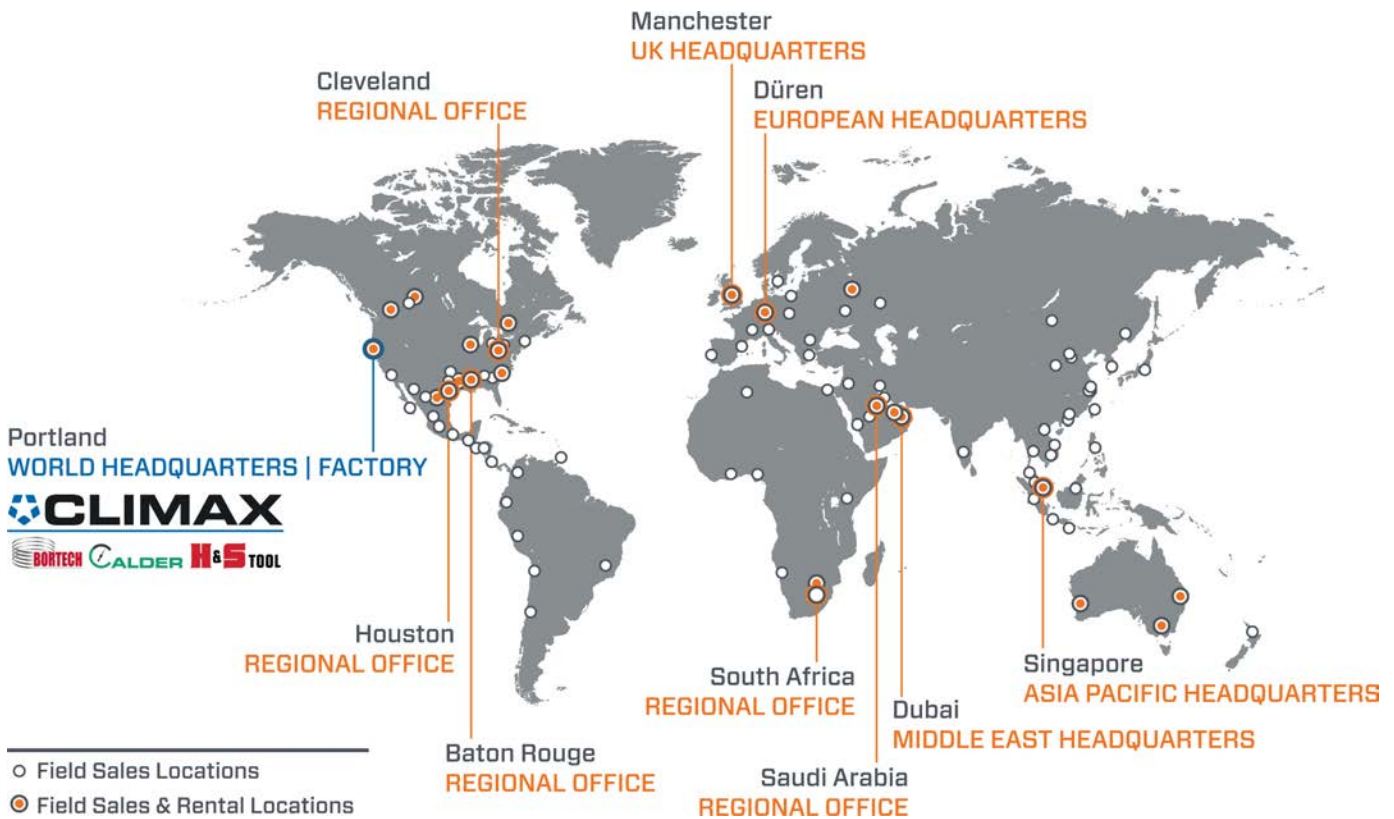 Manchester
UK HEADQUARTERS
Cleveland
REGIONAL OFFICE
Düren
EUROPEAN HEADQUARTERS
Portland
WORLD HEADQUARTERS | FACTORY
CLIMAX
BORTECH CALDER H&S TOOL
Houston
REGIONAL OFFICE
South Africa
REGIONAL OFFICE
Singapore
ASIA PACIFIC HEADQUARTERS
Dubai
MIDDLE EAST HEADQUARTERS
Baton Rouge
REGIONAL OFFICE
Saudi Arabia
REGIONAL OFFICE
Field Sales Locations
Field Sales & Rental Locations